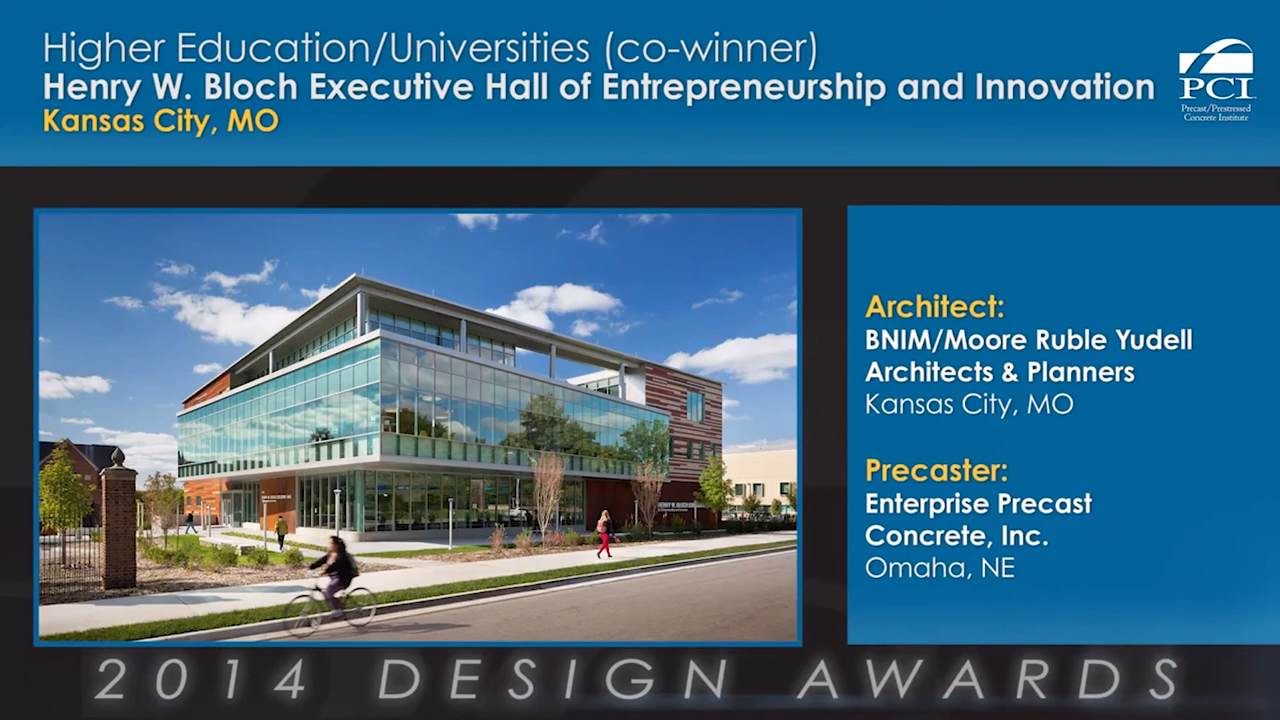 Higher Education/Universities (co-winner)
Henry W. Bloch Executive Hall of Entrepreneurship and Innovation
Kansas City, MO
PCI
Precast/Prestressed
Concrete Institute
Architect:
BNIM/Moore Ruble Yudell
Architects & Planners
Kansas City, MO
Precaster:
Enterprise Precast
Concrete, Inc.
Omaha, NE
2014 DESIGN AWARDS